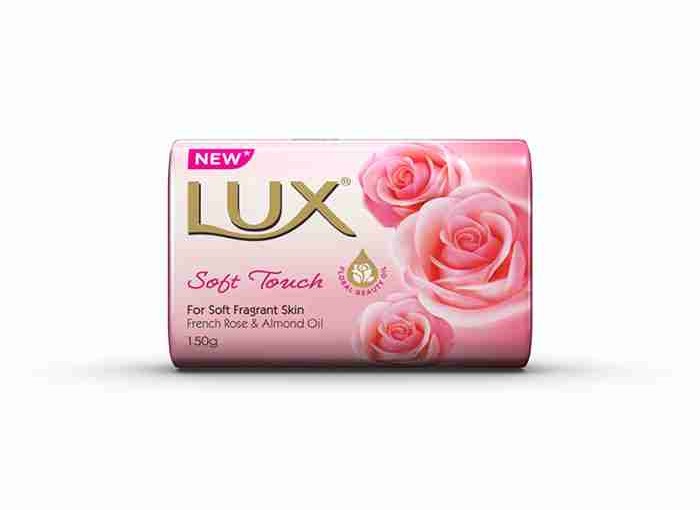 NEW*
LUX®
Soft Touch
FLORAL BEAUTY OIL
For Soft Fragrant Skin
French Rose & Almond Oil
150g